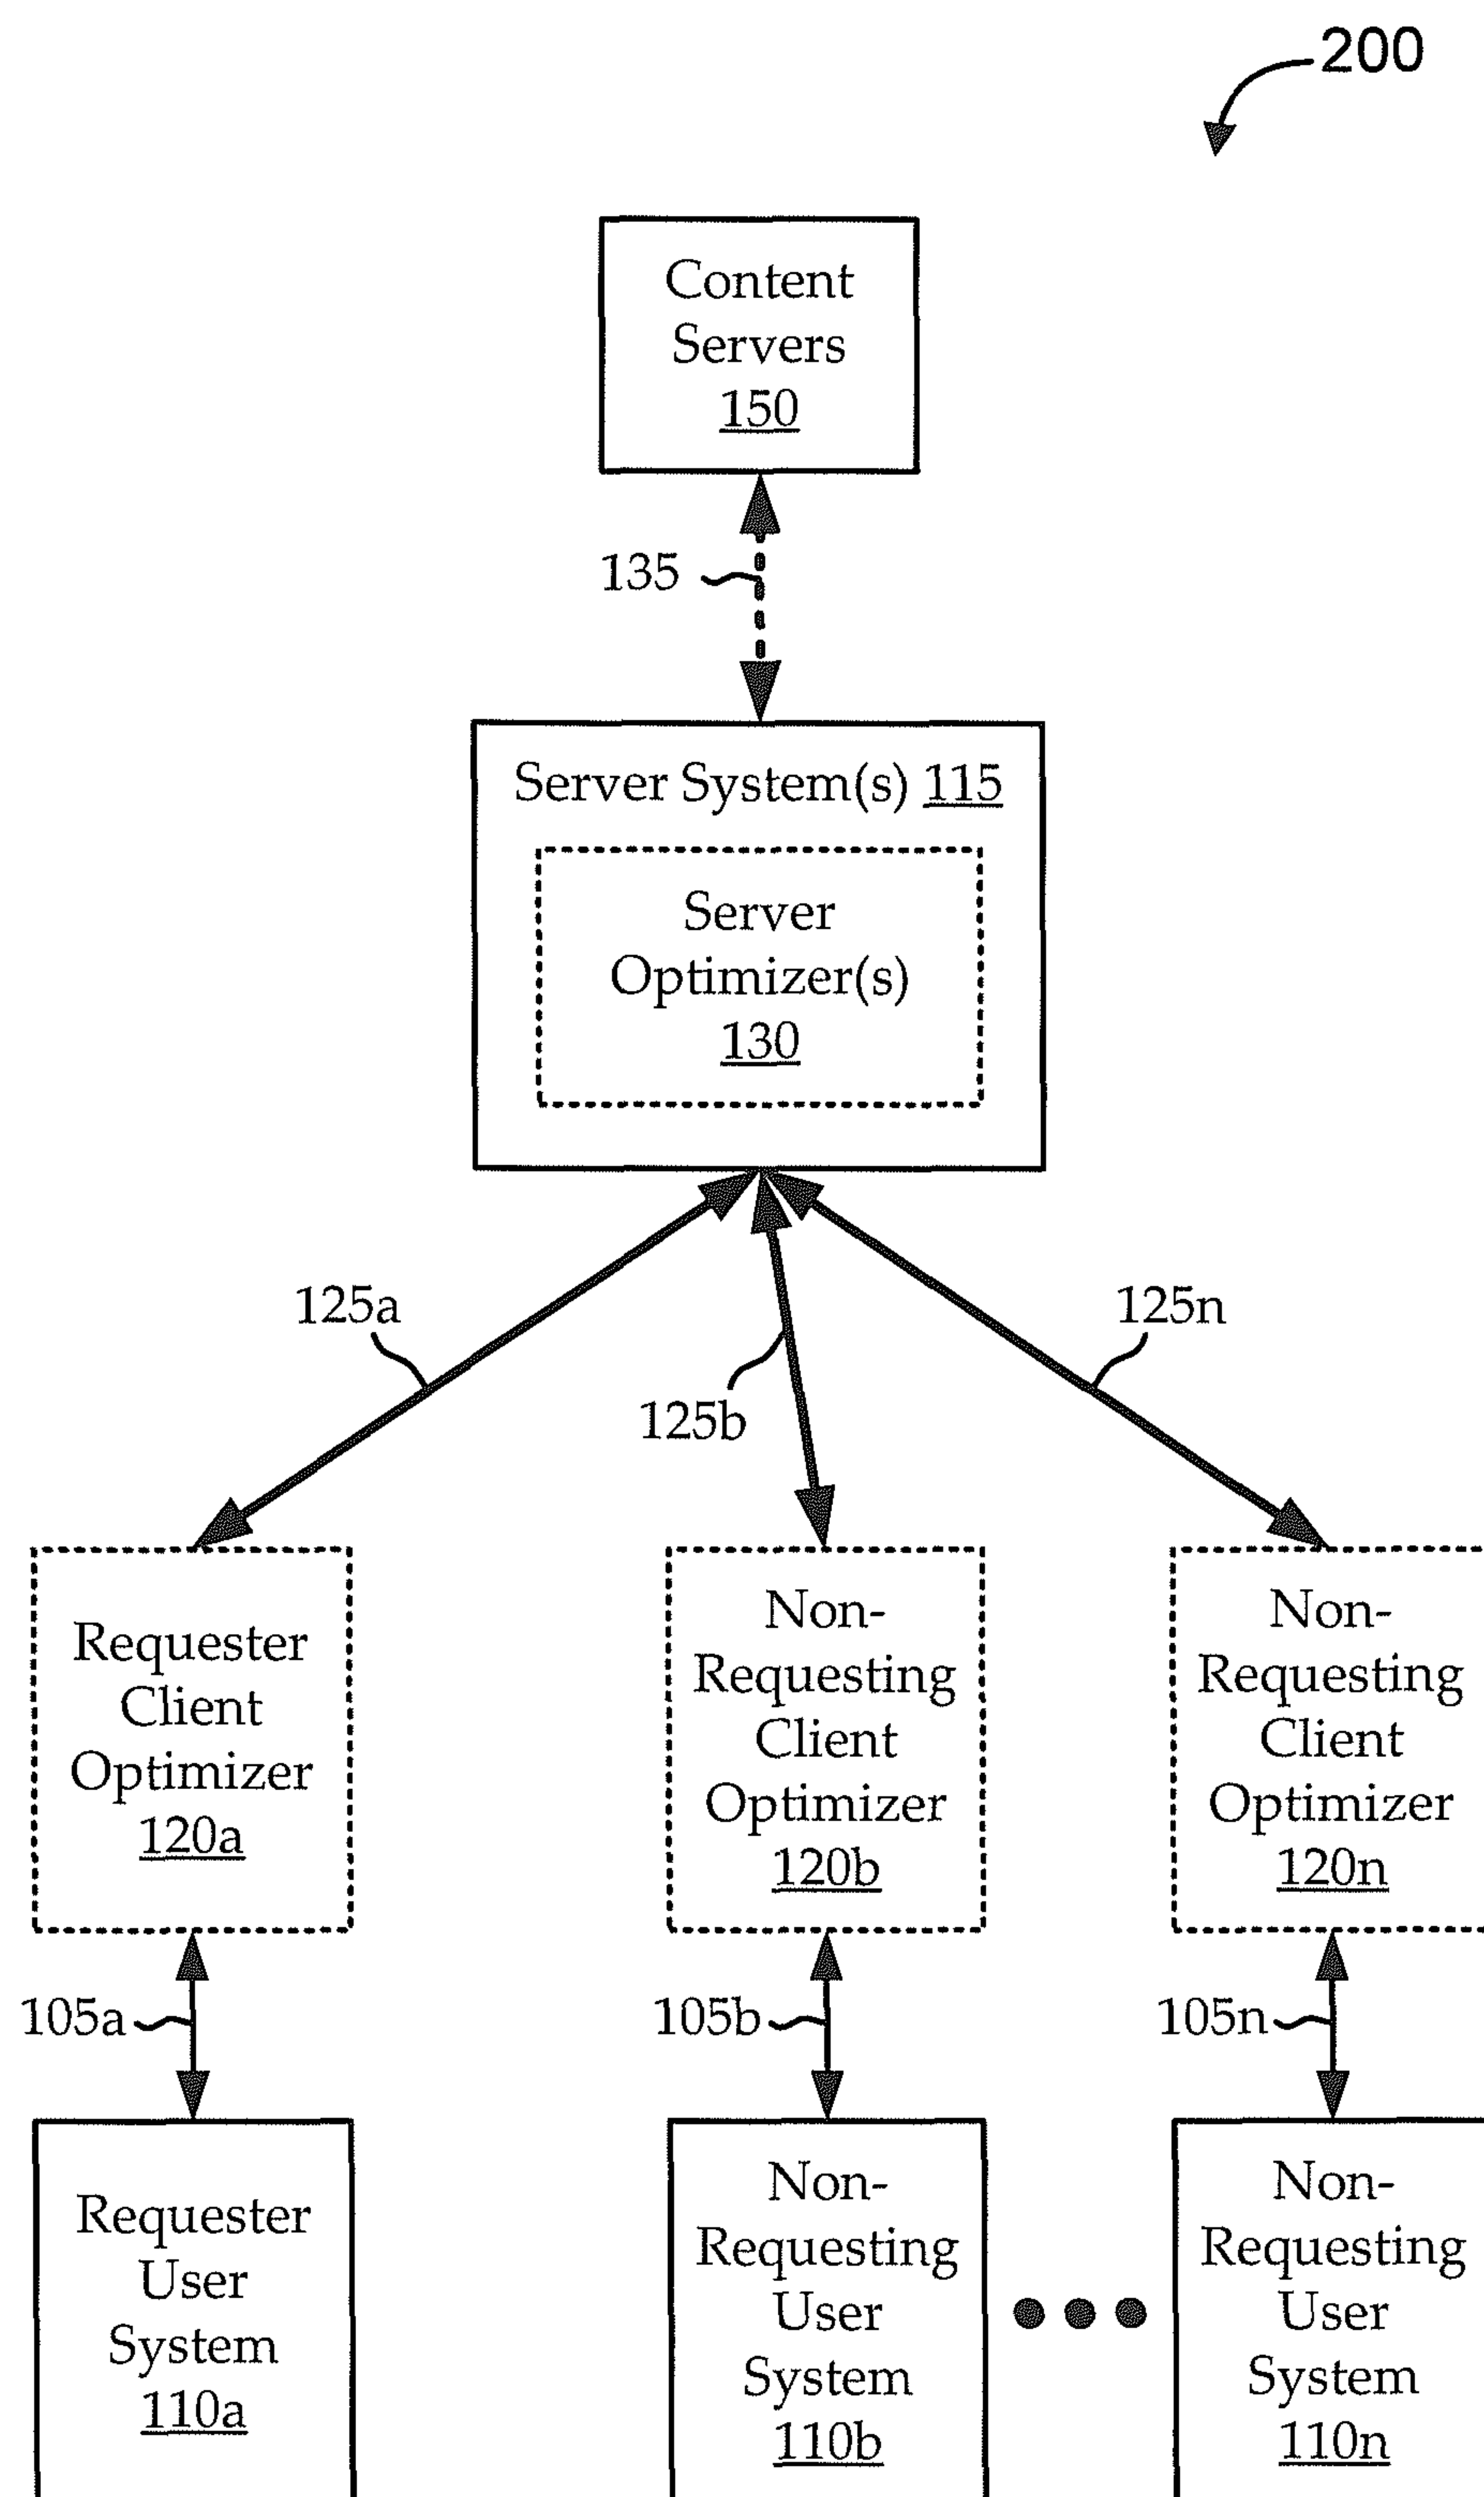 200
Content
Servers
150
135
Server System(s) 115
Server
Optimizer(s)
130
125a
125b
125n
Requester
Client
Optimizer
120a
Non-
Requesting
Client
Optimizer
120b
Non-
Requesting
Client
Optimizer
120n
105a
105b
105n
Requester
User
System
110a
Non-
Requesting
User
System
110b
Non-
Requesting
User
System
110n